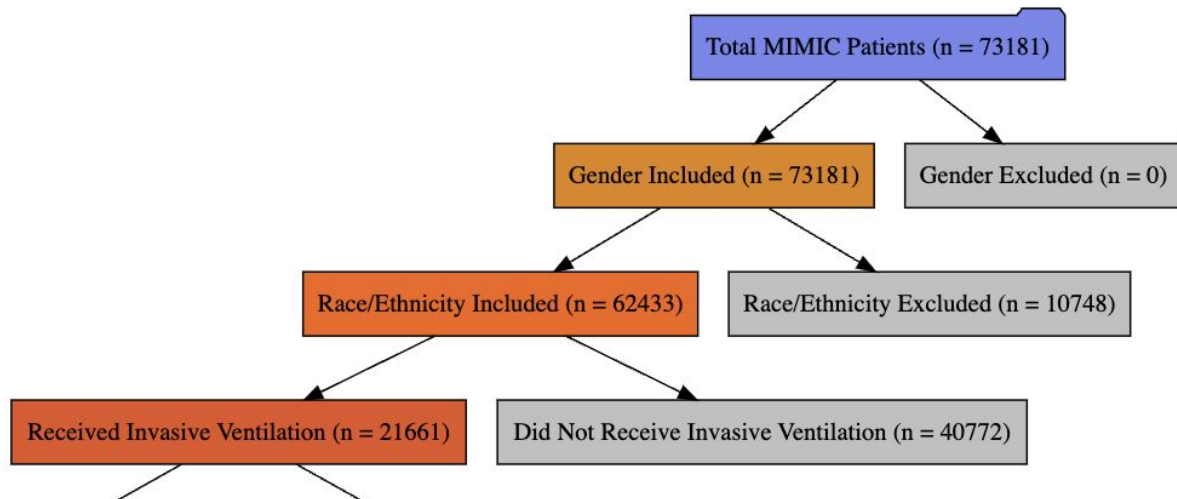 Total MIMIC Patients (n = 73181)
Gender Included (n = 73181)
Gender Excluded (n = 0)
Race/Ethnicity Included (n = 62433)
Race/Ethnicity Excluded (n = 10748)
Received Invasive Ventilation (n = 21661)
Did Not Receive Invasive Ventilation (n = 40772)